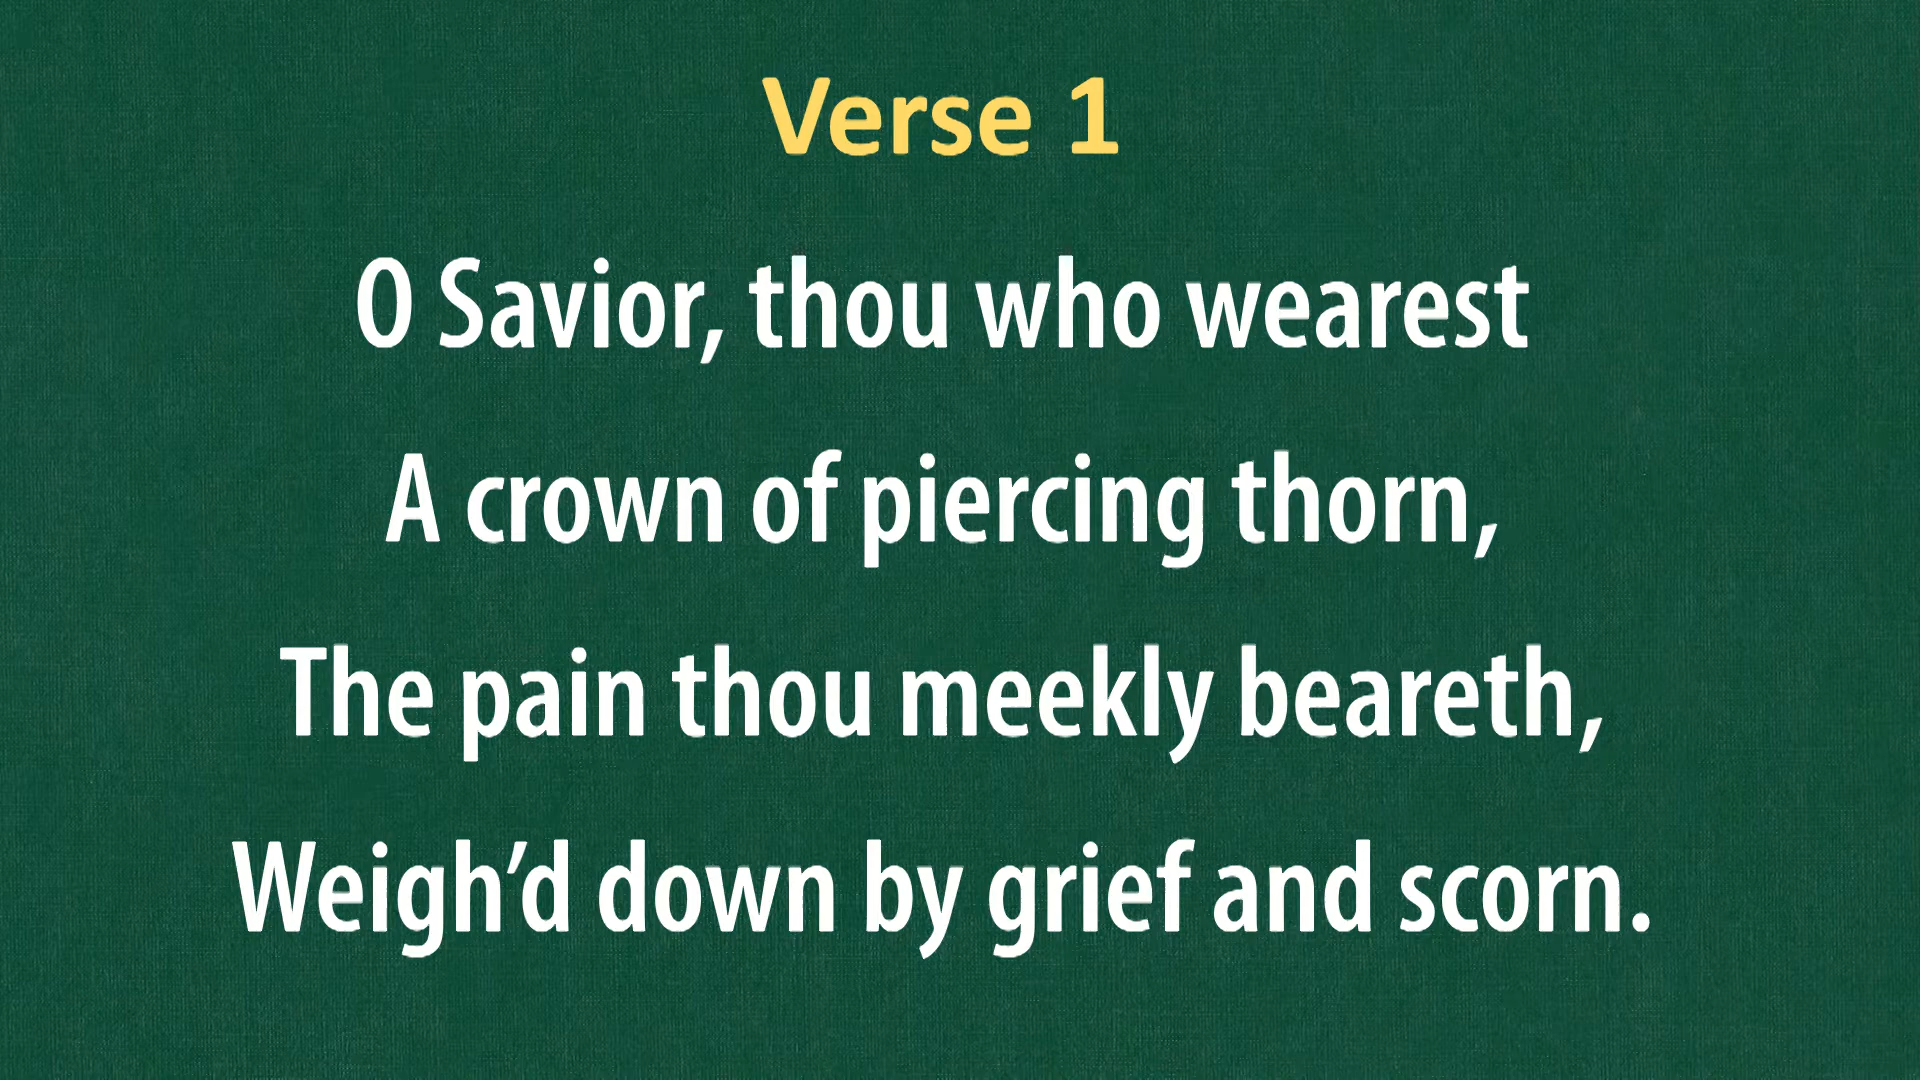 Verse 1
O Savior, thou who wearest
A crown of piercing thorn,
The pain thou meekly beareth,
Weigh’d down by grief and scorn.